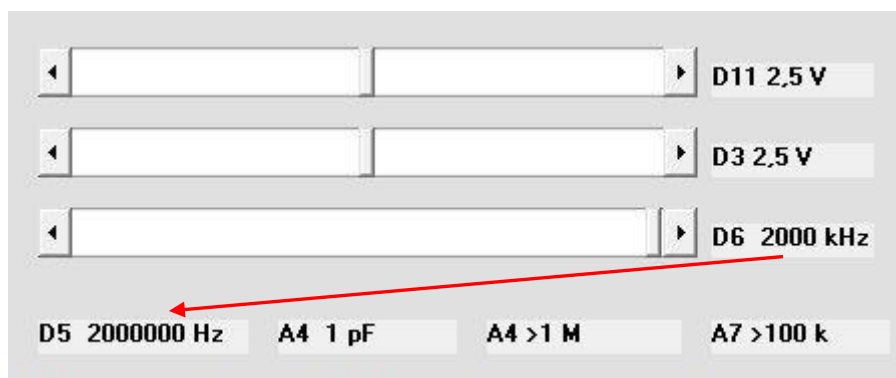 D11 2,5 V
D3 2,5 V
D6 2000 kHz
D5 2000000 Hz A4 1 pF A4 >1 M A7 >100 k